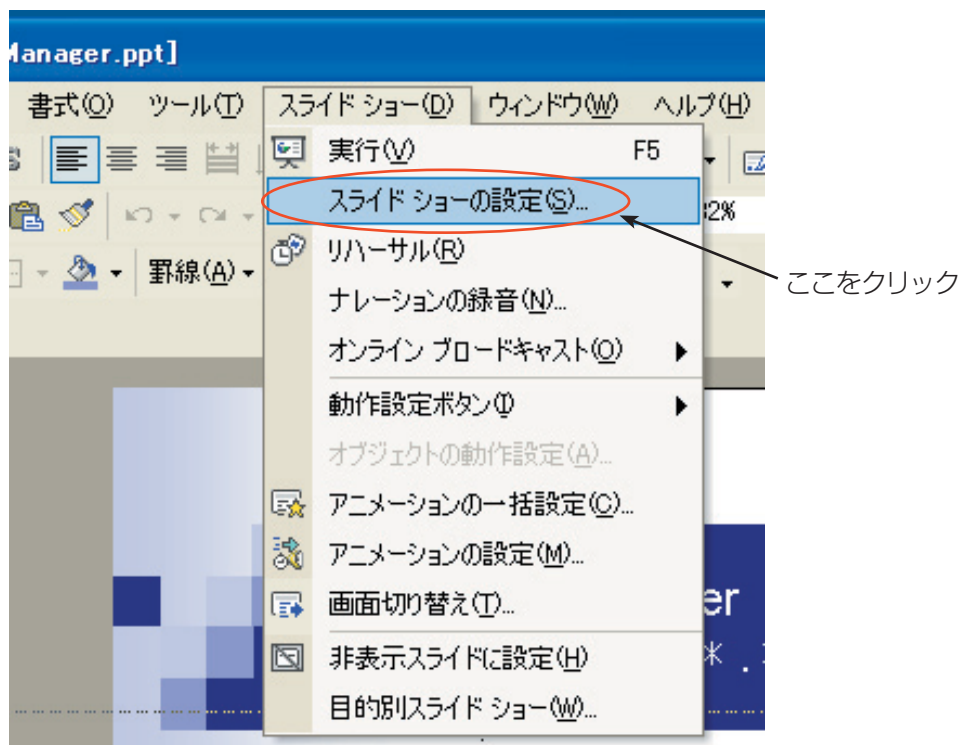 Manager.ppt]
書式(O) ツール(T) スライド ショー(D) ウィンドウ(W) ヘルプ(H)
実行(V) F5
スライド ショーの設定(S)...
32%
リハーサル(R)
罫線(A)
ここをクリック
ナレーションの録音(N)...
オンライン ブロードキャスト(O)
動作設定ボタン(I)
オブジェクトの動作設定(A)...
アニメーションの一括設定(C)...
アニメーションの設定(M)...
画面切り替え(T)...
er
非表示スライドに設定(H)
*.
目的別スライド ショー(W)...